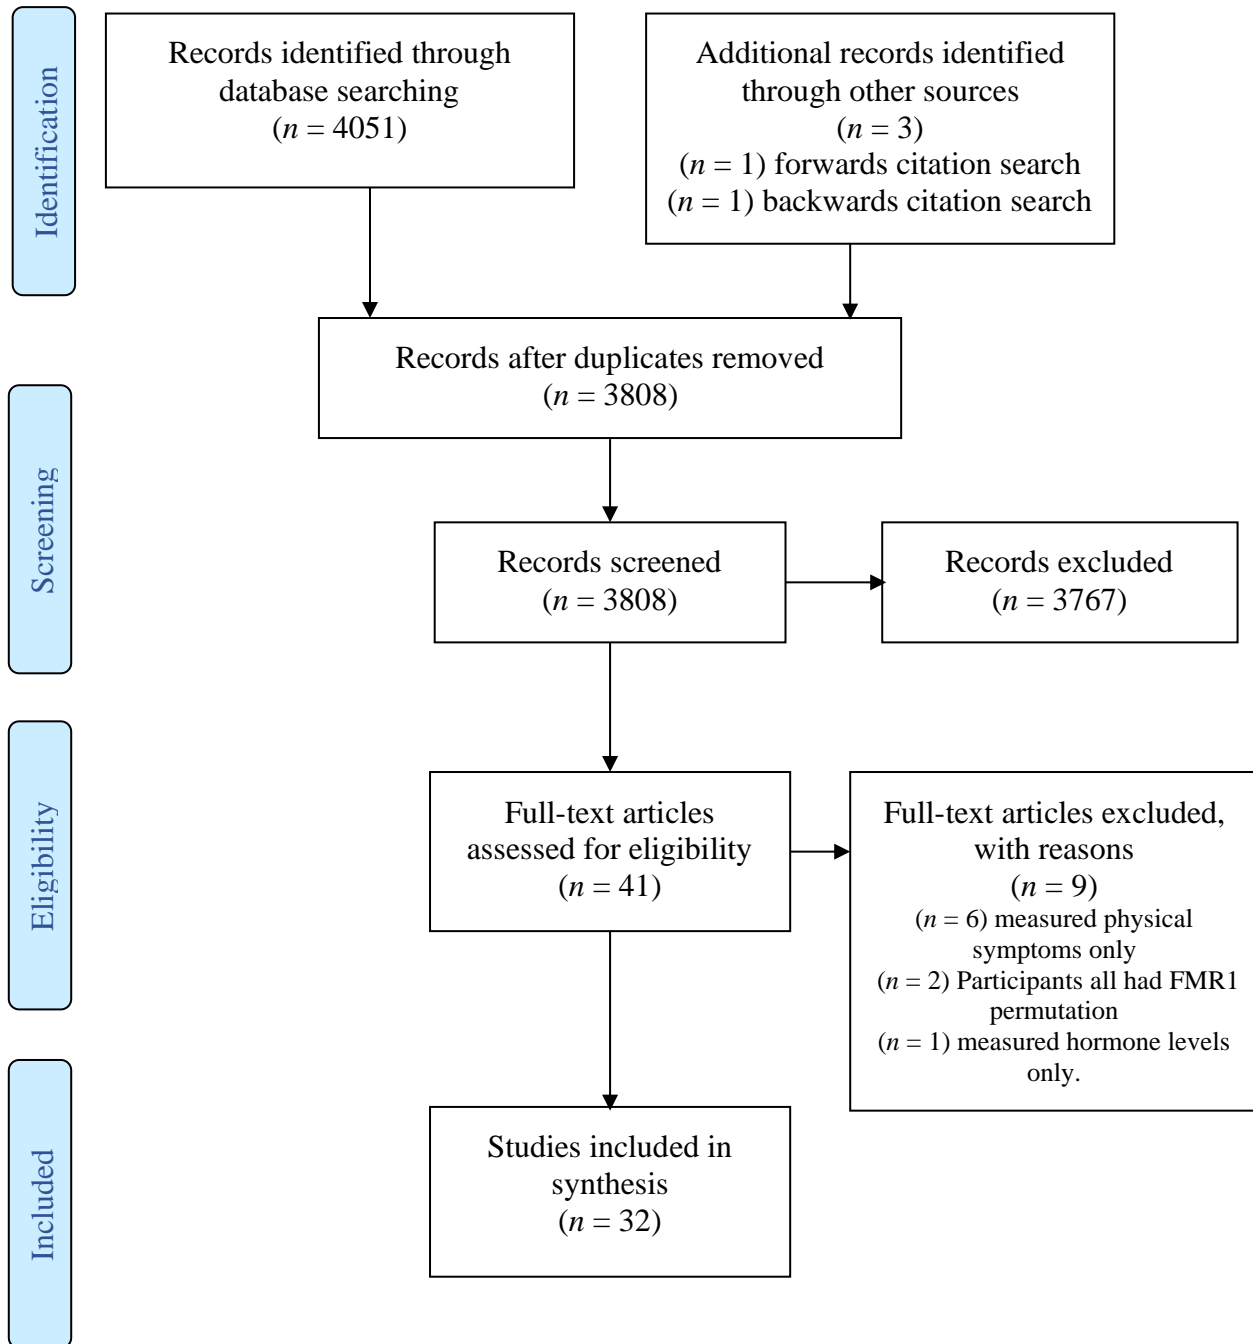 Identification
Records identified through
database searching
(n = 4051)
Additional records identified
through other sources
(n = 3)
(n = 1) forwards citation search
(n = 1) backwards citation search
Records after duplicates removed
(n = 3808)
Screening
Records screened
(n = 3808)
Records excluded
(n = 3767)
Eligibility
Full-text articles
assessed for eligibility
(n = 41)
Full-text articles excluded,
with reasons
(n = 9)
(n = 6) measured physical
symptoms only
(n = 2) Participants all had FMR1
permutation
(n = 1) measured hormone levels
only.
Included
Studies included in
synthesis
(n = 32)